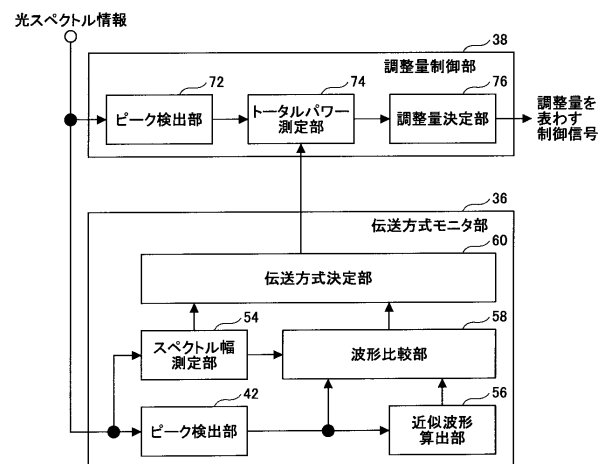 光スペクトル情報
38
調整量制御部
72
ピーク検出部
74
トータルパワー
測定部
76
調整量決定部
調整量を
表わす
制御信号
36
伝送方式モニタ部
60
伝送方式決定部
54
スペクトル幅
測定部
58
波形比較部
42
ピーク検出部
56
近似波形
算出部